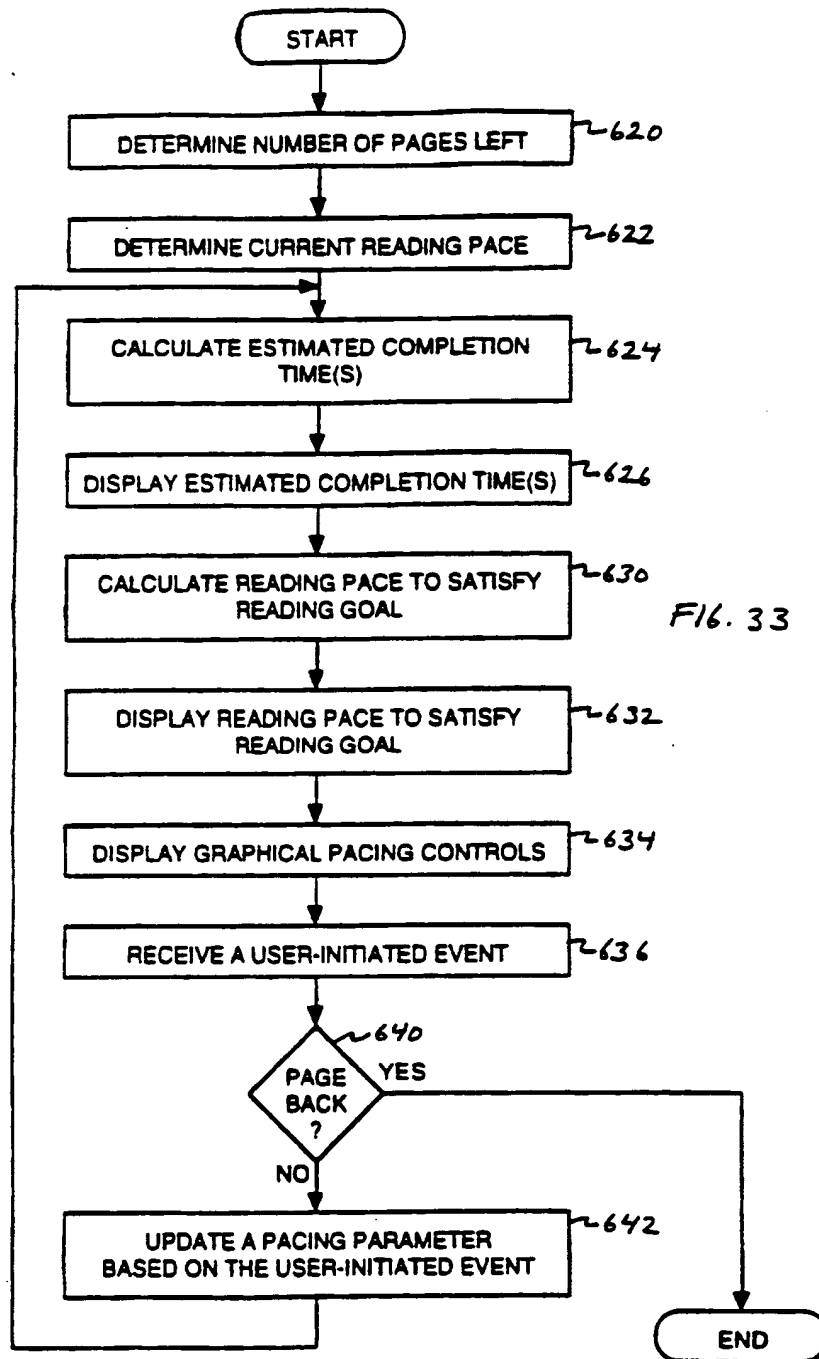 START
DETERMINE NUMBER OF PAGES LEFT
620
DETERMINE CURRENT READING PACE
622
CALCULATE ESTIMATED COMPLETION
TIME(S)
624
DISPLAY ESTIMATED COMPLETION TIME(S)
626
CALCULATE READING PACE TO SATISFY
READING GOAL
630
FIG. 33
DISPLAY READING PACE TO SATISFY
READING GOAL
632
DISPLAY GRAPHICAL PACING CONTROLS
634
RECEIVE A USER-INITIATED EVENT
636
640
PAGE
BACK
?
YES
NO
UPDATE A PACING PARAMETER
BASED ON THE USER-INITIATED EVENT
642
END